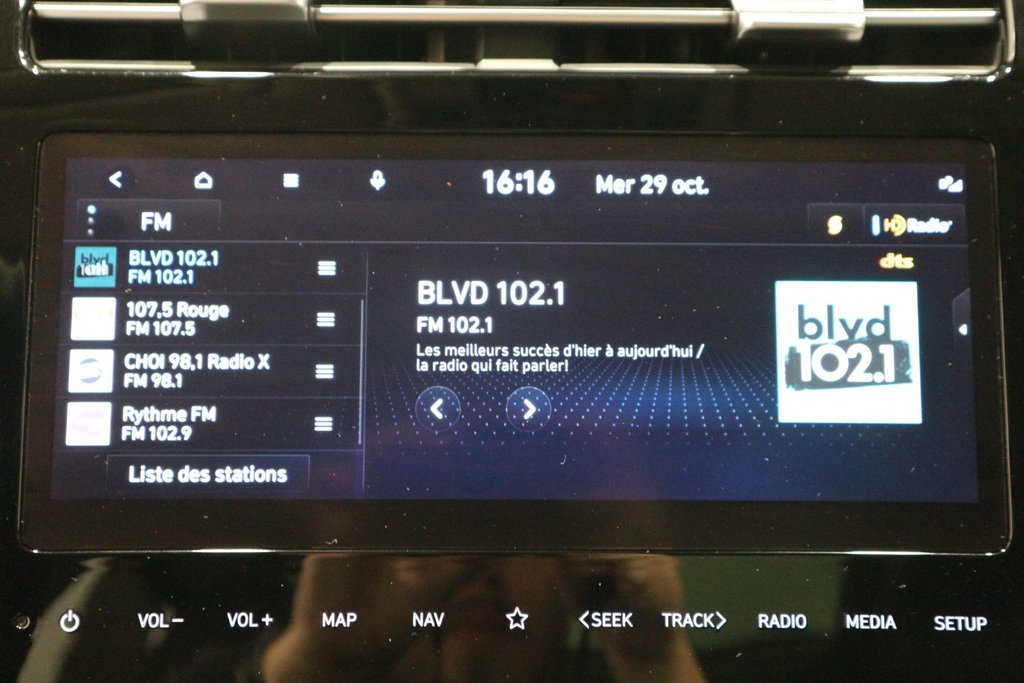 16:16 Mer 29 oct.
FM
HD Radio
dts
blvd
102.1
BLVD 102.1
FM 102.1
107,5 Rouge
FM 107.5
CHOI 98,1 Radio X
FM 98.1
Rythme FM
FM 102.9
Liste des stations
BLVD 102.1
FM 102.1
Les meilleurs succès d'hier à aujourd'hui /
la radio qui fait parler!
blvd
102.1
VOL− VOL+ MAP NAV <SEEK TRACK> RADIO MEDIA SETUP